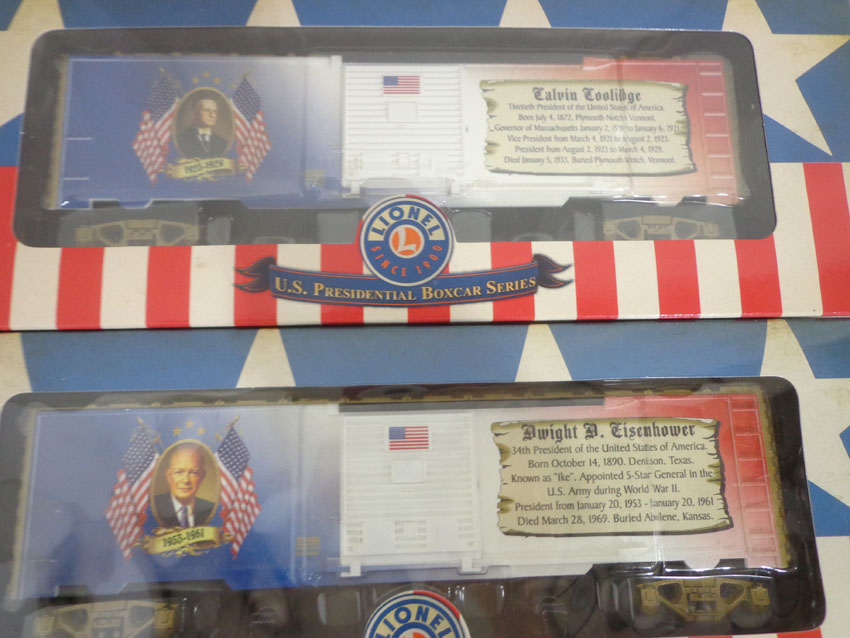 1923-1929
Calvin Coolidge
Thirtieth President of the United States of America.
Born July 4, 1872. Plymouth Notch, Vermont.
Governor of Massachusetts January 2, 1919 to January 6, 1921
Vice President from March 4, 1921 to August 2, 1923.
President from August 2, 1923 to March 4, 1929.
Died January 5, 1933. Buried Plymouth Notch, Vermont.
LIONEL
L
SINCE 1900
U.S. PRESIDENTIAL BOXCAR SERIES
1953-1961
Dwight D. Eisenhower
34th President of the United States of America.
Born October 14, 1890. Denison, Texas.
Known as "Ike". Appointed 5-Star General in the
U.S. Army during World War II.
President from January 20, 1953 - January 20, 1961
Died March 28, 1969. Buried Abilene, Kansas.
LIONEL